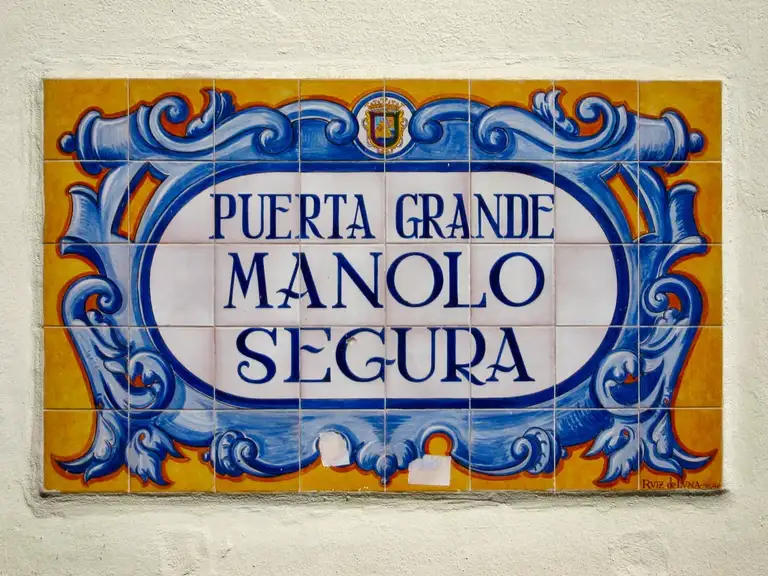 PUERTA GRANDE
MANOLO
SEGURA
RUIZ de LUNA